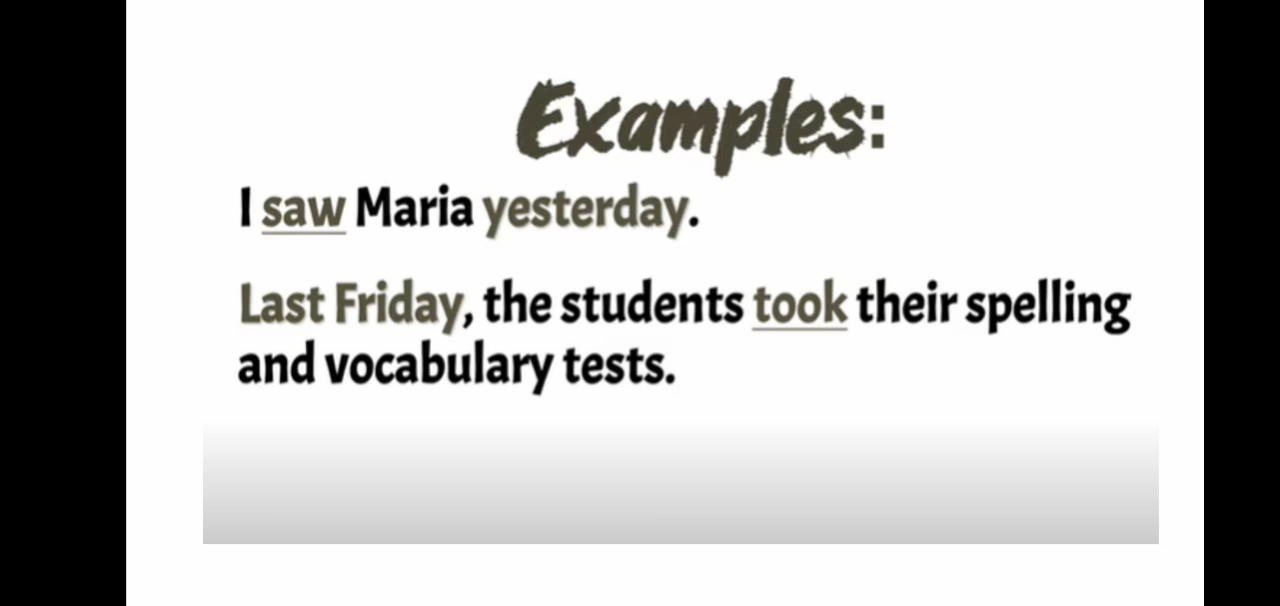 Examples:
I saw Maria yesterday.
Last Friday, the students took their spelling
and vocabulary tests.